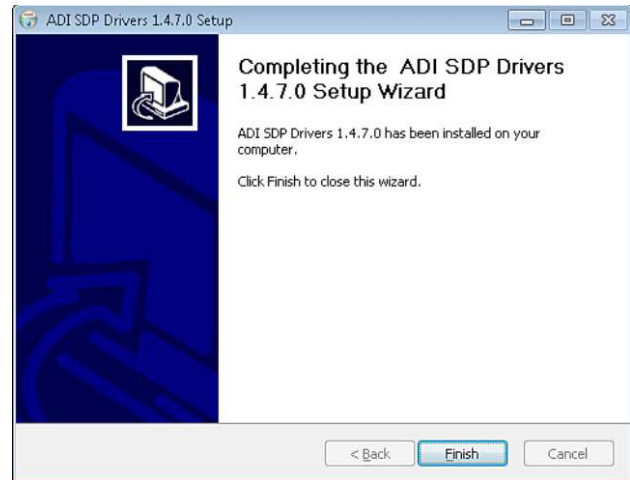 ADI SDP Drivers 1.4.7.0 Setup
Completing the ADI SDP Drivers
1.4.7.0 Setup Wizard
ADI SDP Drivers 1.4.7.0 has been installed on your
computer.
Click Finish to close this wizard.
< Back
Finish
Cancel